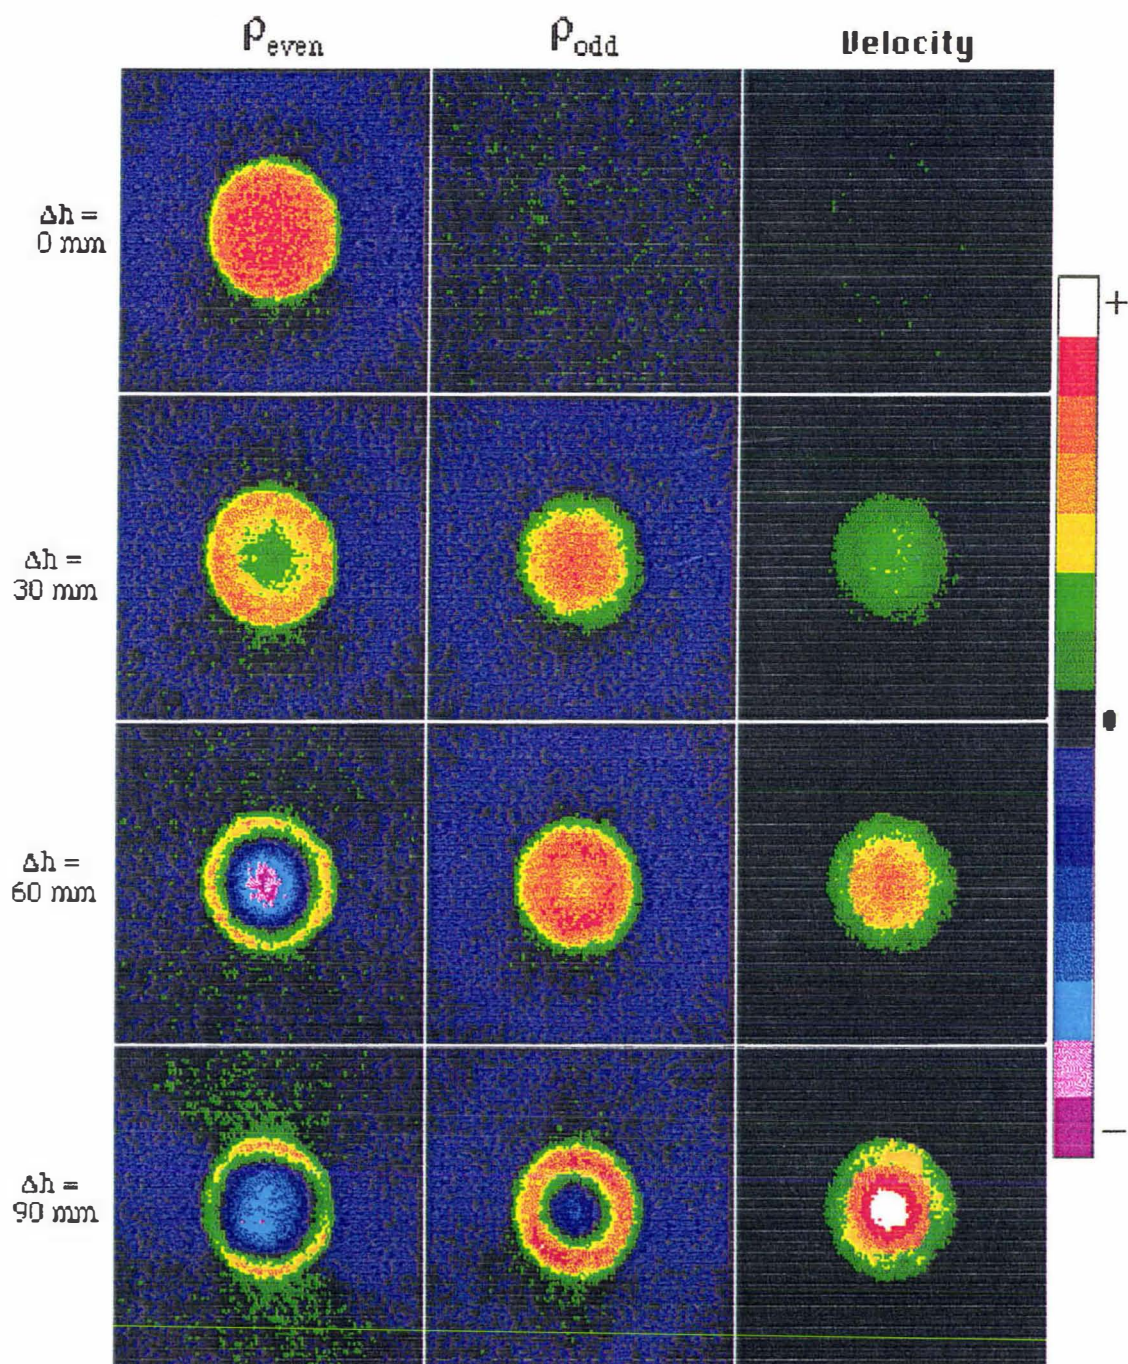 ρeven ρodd Velocity
Δh =
0 mm
+
Δh =
30 mm
0
Δh =
60 mm
Δh =
90 mm
−